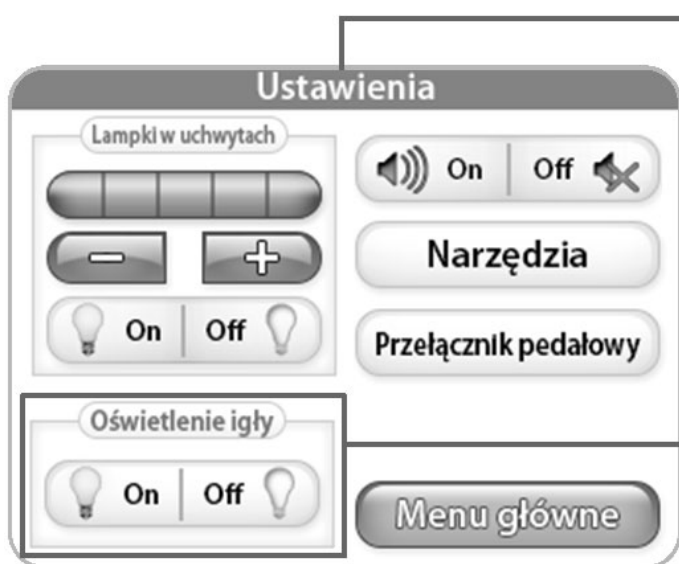 Ustawienia
Lampki w uchwytach
On Off
On Off
Narzędzia
Przełącznik pedałowy
Oświetlenie igły
On Off
Menu główne